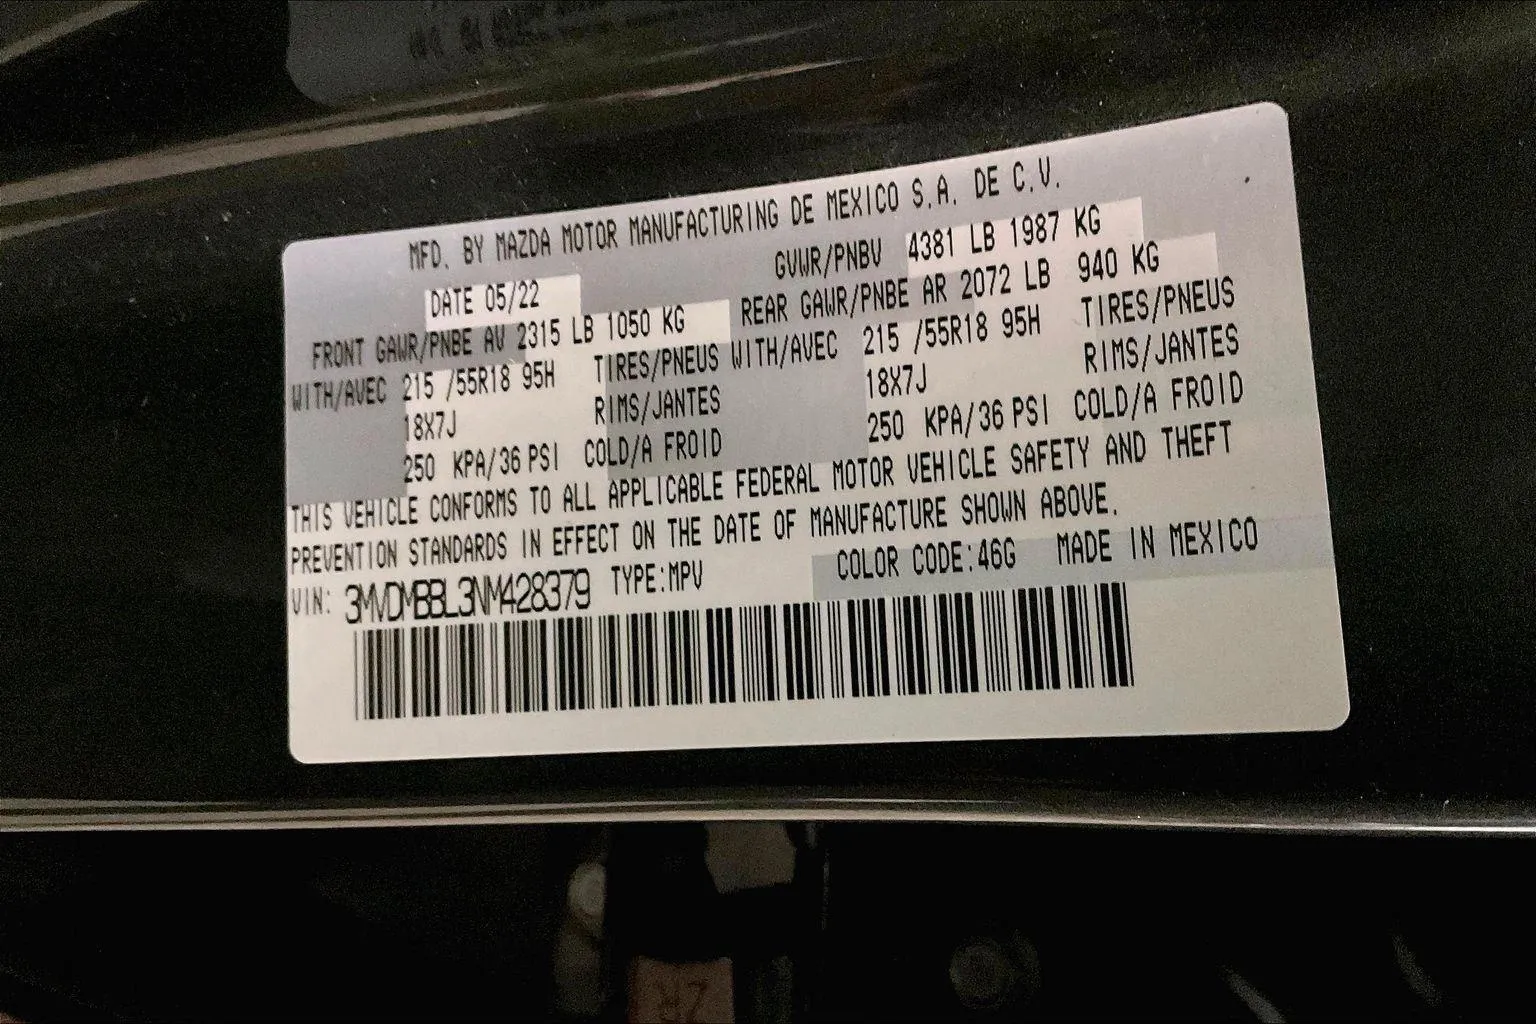 MFD. BY MAZDA MOTOR MANUFACTURING DE MEXICO S.A. DE C.V.
DATE 05/22 GVWR/PNBV 4381 LB 1987 KG
FRONT GAWR/PNBE AV 2315 LB 1050 KG REAR GAWR/PNBE AR 2072 LB 940 KG
WITH/AVEC 215 /55R18 95H TIRES/PNEUS WITH/AVEC 215 /55R18 95H TIRES/PNEUS
18X7J RIMS/JANTES 18X7J RIMS/JANTES
250 KPA/36 PSI COLD/A FROID 250 KPA/36 PSI COLD/A FROID
THIS VEHICLE CONFORMS TO ALL APPLICABLE FEDERAL MOTOR VEHICLE SAFETY AND THEFT
PREVENTION STANDARDS IN EFFECT ON THE DATE OF MANUFACTURE SHOWN ABOVE.
VIN: 3MVDMBBL3NM428379 TYPE:MPV COLOR CODE:46G MADE IN MEXICO